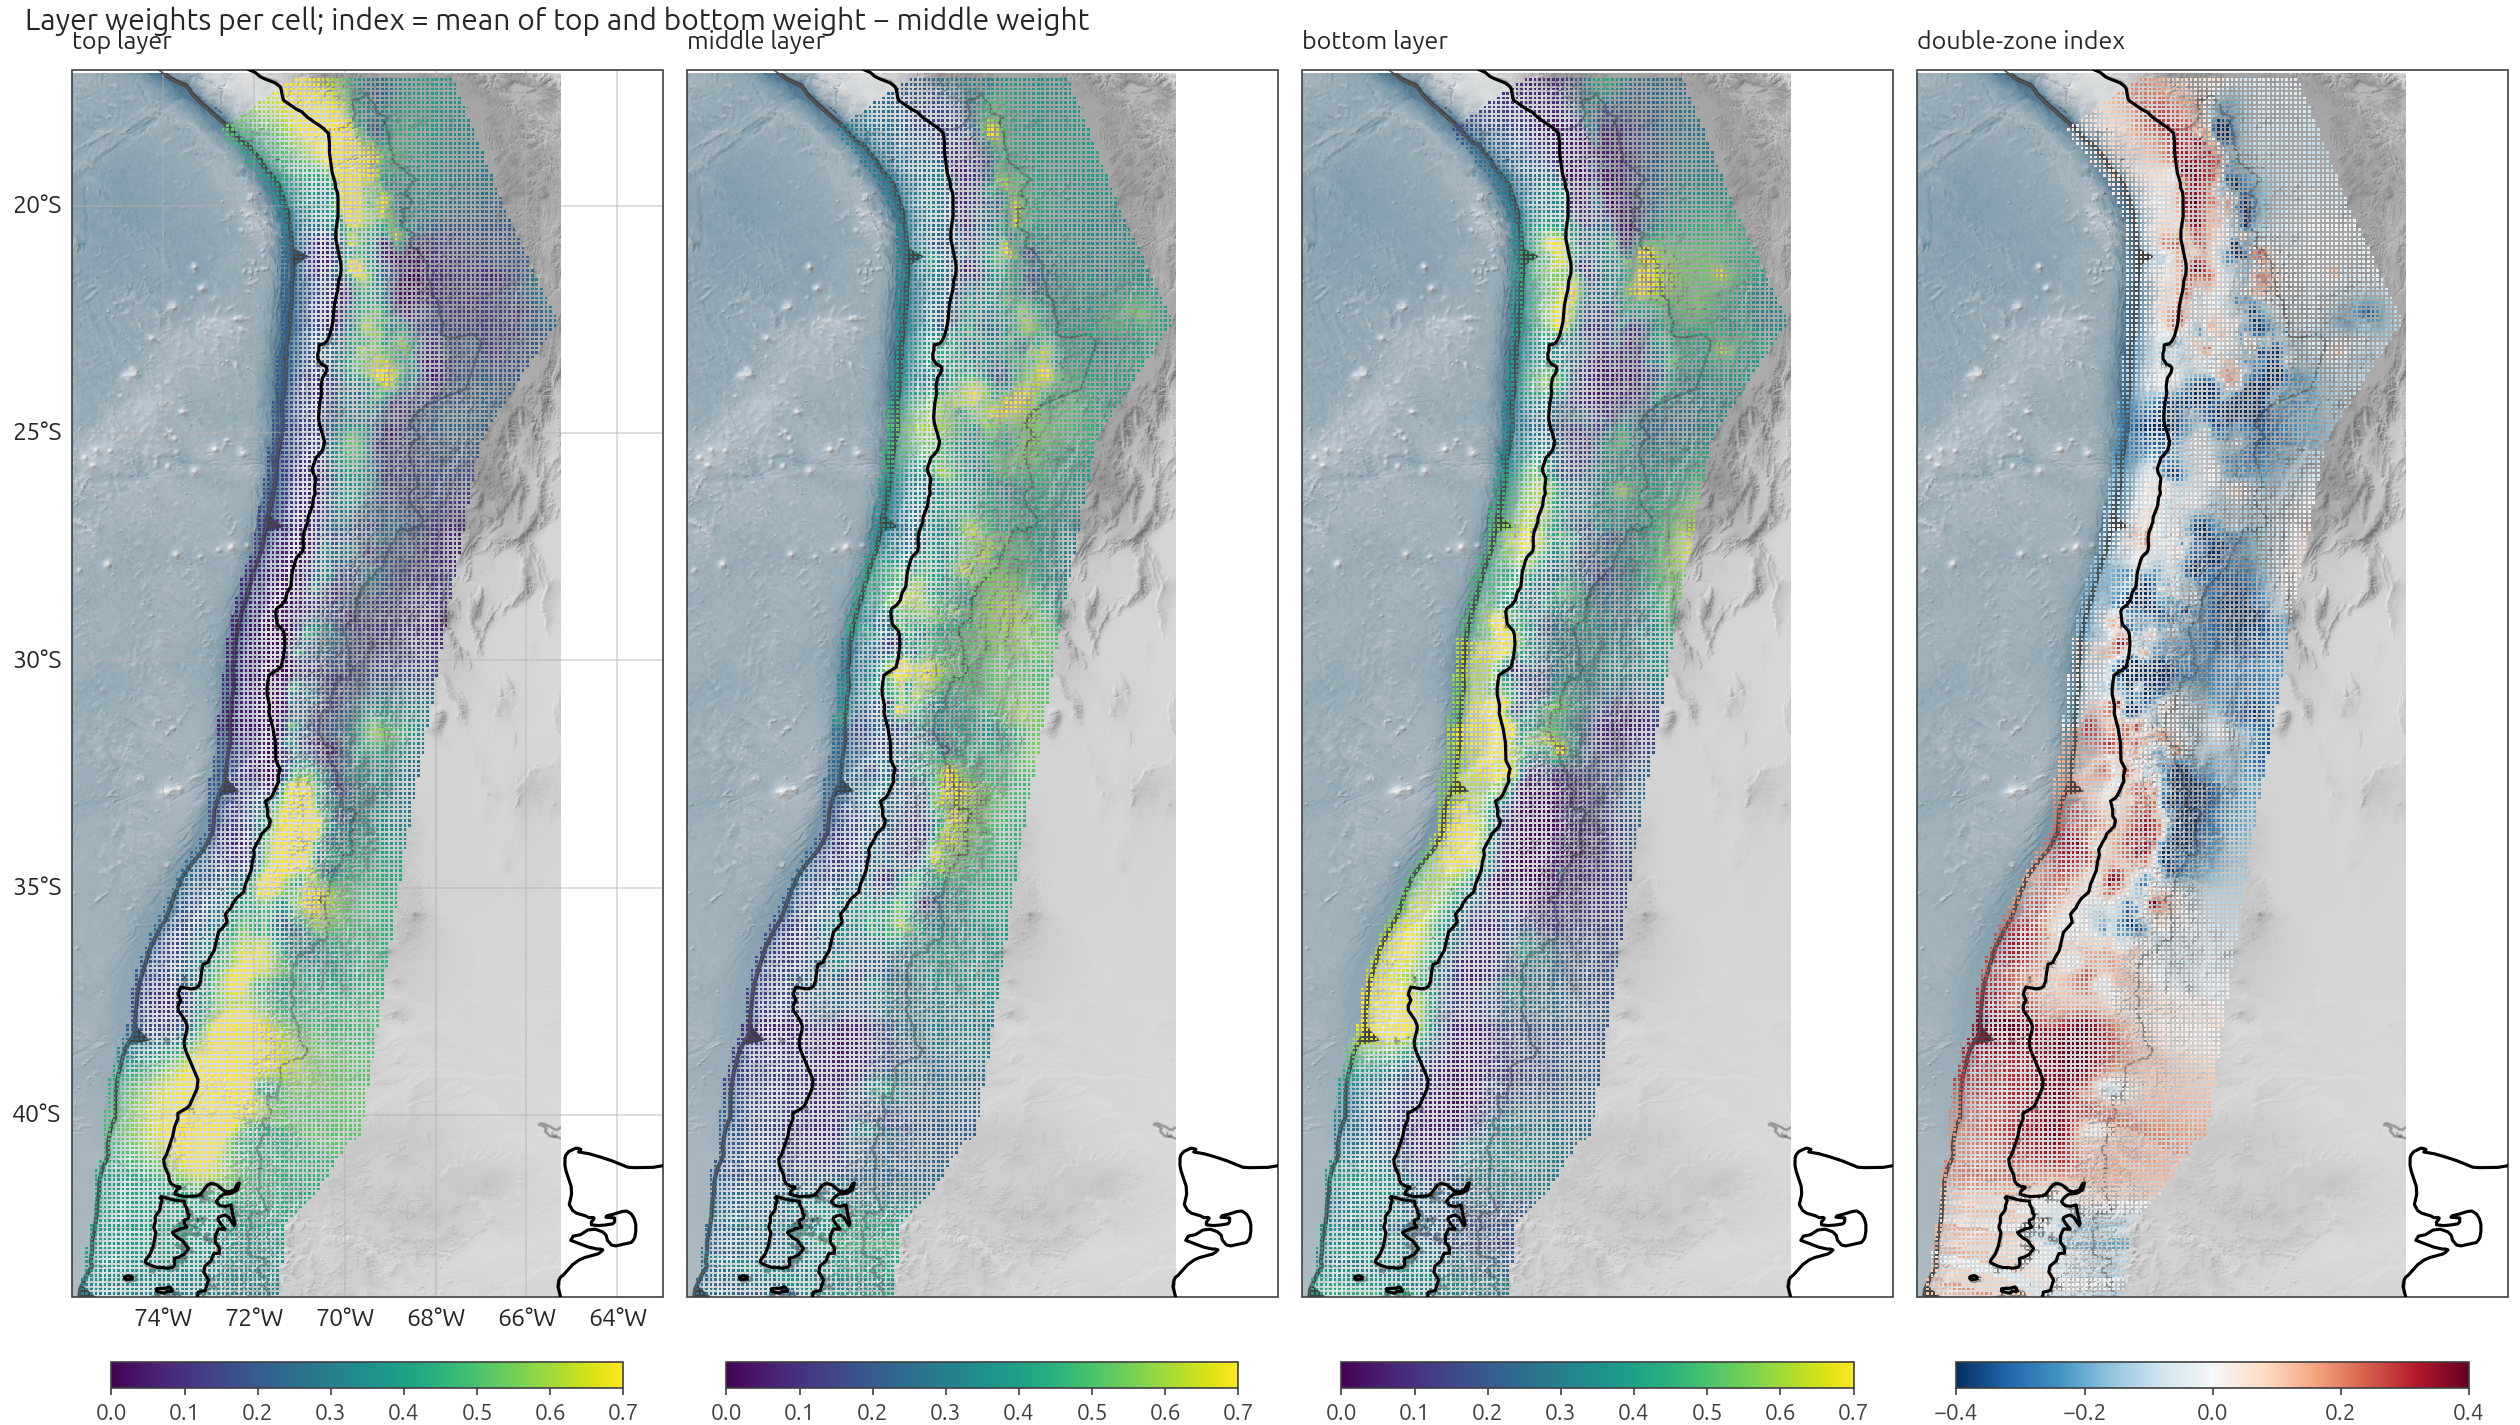 Layer weights per cell; index = mean of top and bottom weight − middle weight
top layer
middle layer
bottom layer
double-zone index
20°S
25°S
30°S
35°S
40°S
74°W 72°W 70°W 68°W 66°W 64°W
0.0 0.1 0.2 0.3 0.4 0.5 0.6 0.7
0.0 0.1 0.2 0.3 0.4 0.5 0.6 0.7
0.0 0.1 0.2 0.3 0.4 0.5 0.6 0.7
−0.4 −0.2 0.0 0.2 0.4